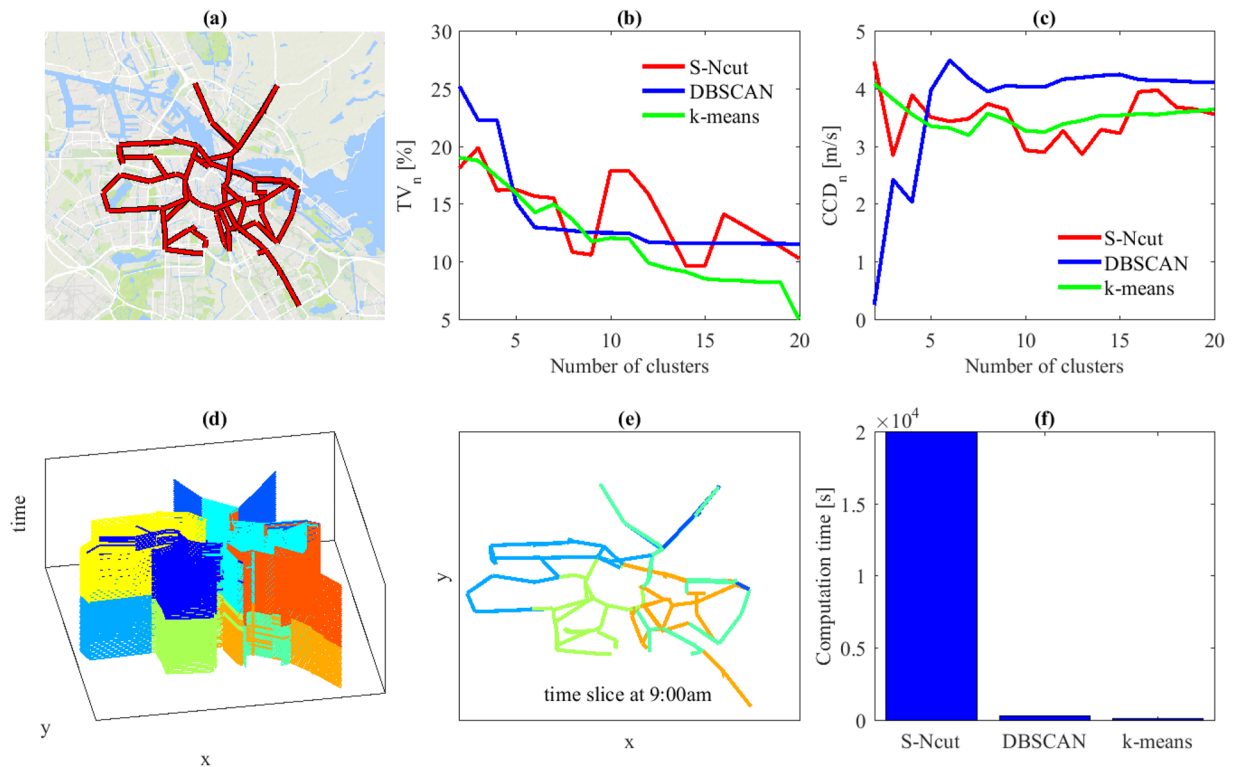 (a)
(b)
30
25
20
15
10
5
TVn [%]
S-Ncut
DBSCAN
k-means
5
10
15
20
Number of clusters
(c)
5
4
3
2
1
0
CCDn [m/s]
S-Ncut
DBSCAN
k-means
5
10
15
20
Number of clusters
(d)
time
y
x
(e)
y
time slice at 9:00am
x
(f)
×10^4
2
1.5
1
0.5
0
Computation time [s]
S-Ncut
DBSCAN
k-means